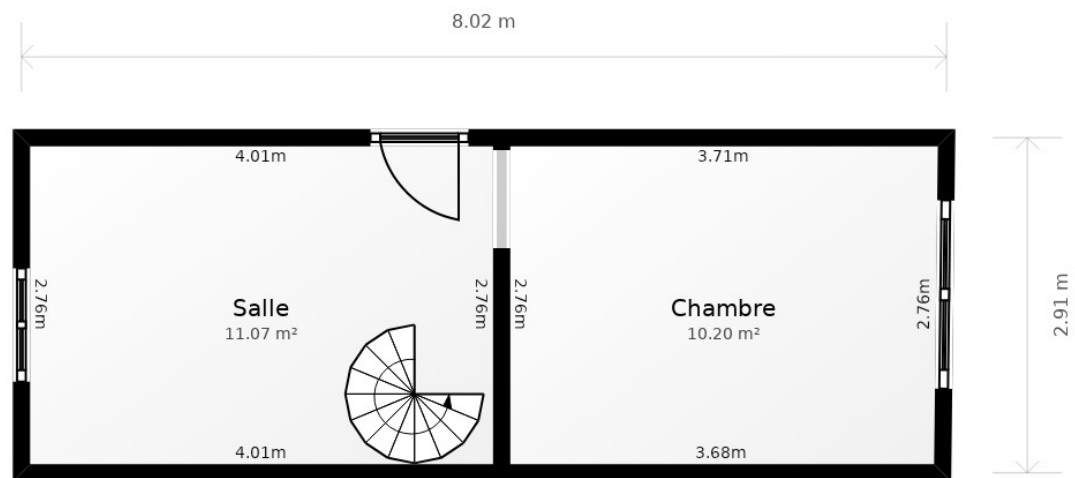 8.02 m
4.01m
3.71m
2.76m
2.76m
2.76m
2.76m
2.91 m
Salle
11.07 m²
Chambre
10.20 m²
4.01m
3.68m